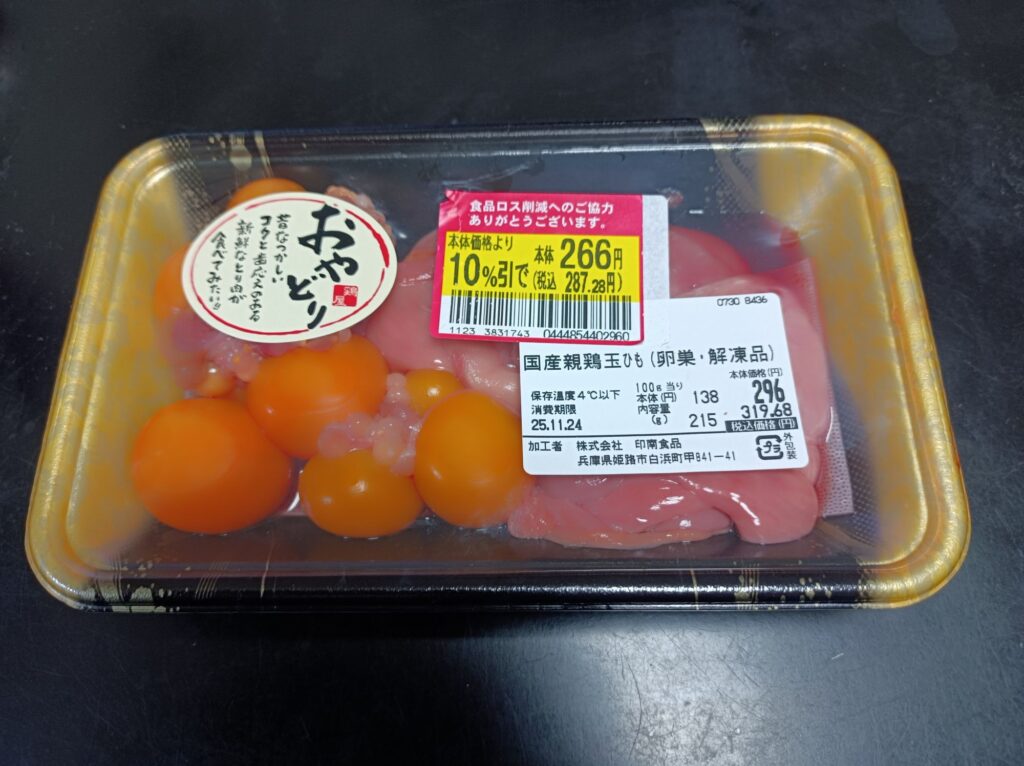 おやどり
鶏屋
昔なつかしい
コクと歯応えのある
新鮮なとり肉が
食べてみたい!!
食品ロス削減へのご協力
ありがとうございます。
本体価格より
10%引で
本体 266円
(税込 287.28円)
1123 3831743 0444854402960
0730 8436
国産親鶏玉ひも(卵巣・解凍品)
保存温度4℃以下
消費期限
25.11.24
100g当り
本体(円) 138
内容量
(g) 215
本体価格(円)
296
319.68
税込価格(円)
加工者 株式会社 印南食品
兵庫県姫路市白浜町甲841-41
プラ
外包装